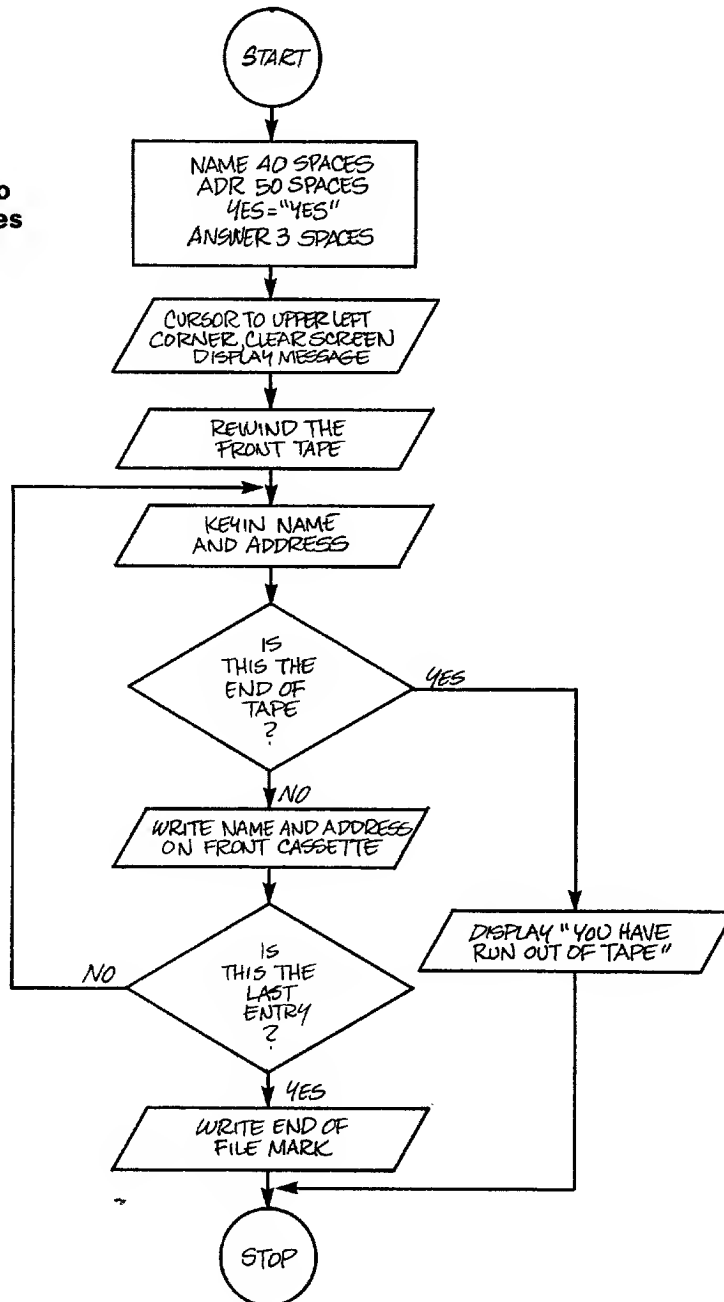 START
o
es
NAME 40 SPACES
ADR 50 SPACES
YES="YES"
ANSWER 3 SPACES
CURSOR TO UPPER LEFT
CORNER, CLEAR SCREEN
DISPLAY MESSAGE
REWIND THE
FRONT TAPE
KEYIN NAME
AND ADDRESS
IS
THIS THE
END OF
TAPE
?
YES
NO
WRITE NAME AND ADDRESS
ON FRONT CASSETTE
DISPLAY "YOU HAVE
RUN OUT OF TAPE"
IS
THIS THE
LAST
ENTRY
?
NO
YES
WRITE END OF
FILE MARK
STOP